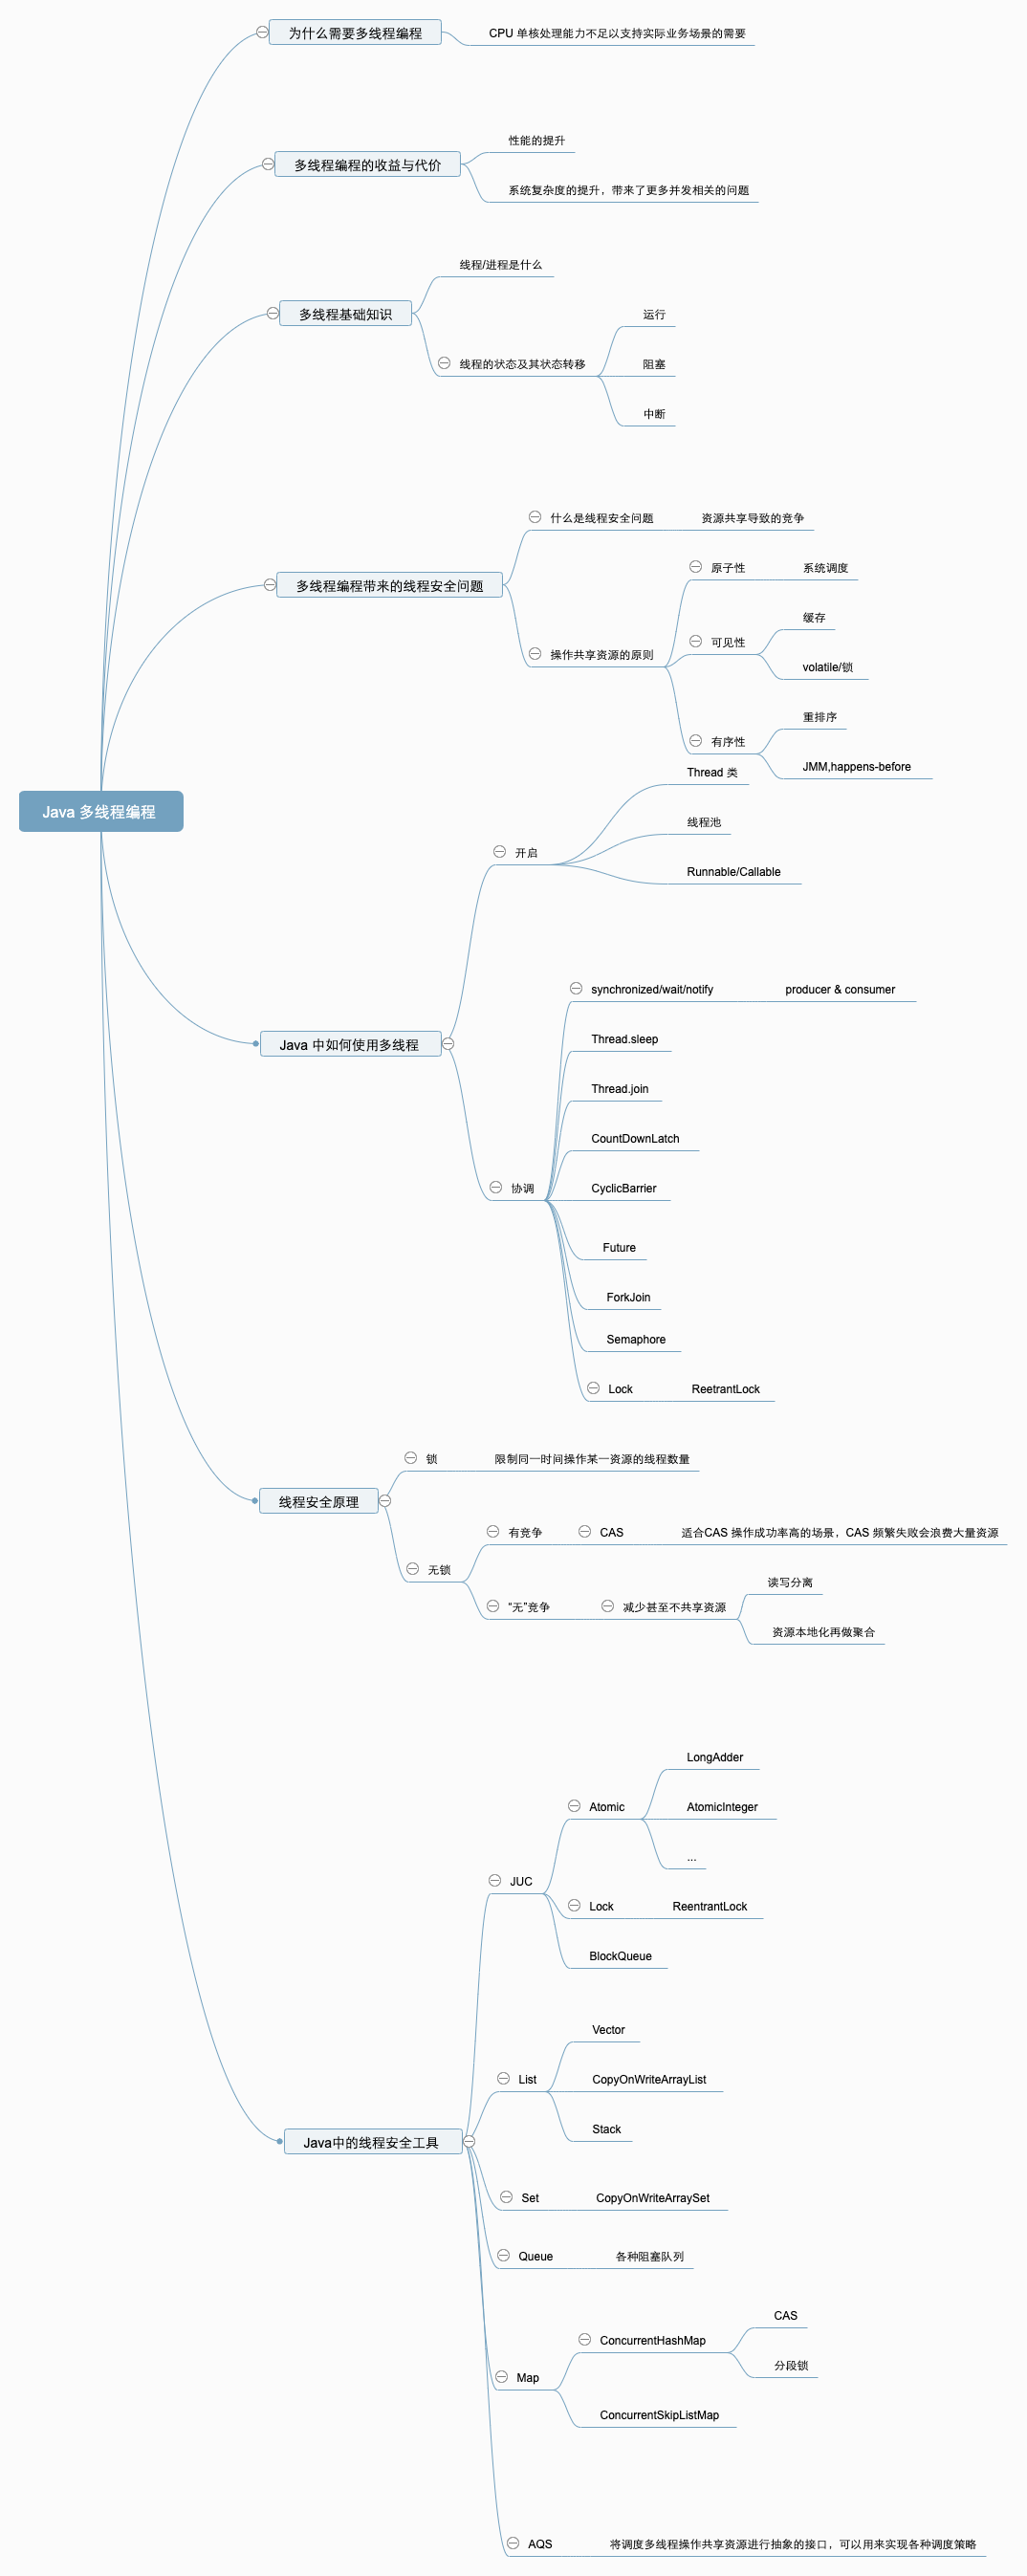 为什么需要多线程编程
CPU 单核处理能力不足以支持实际业务场景的需要
多线程编程的收益与代价
性能的提升
系统复杂度的提升，带来了更多并发相关的问题
多线程基础知识
线程/进程是什么
线程的状态及其状态转移
运行
阻塞
中断
多线程编程带来的线程安全问题
什么是线程安全问题
资源共享导致的竞争
操作共享资源的原则
原子性
系统调度
可见性
缓存
volatile/锁
有序性
重排序
JMM,happens-before
Java 多线程编程
Java 中如何使用多线程
开启
Thread 类
线程池
Runnable/Callable
协调
synchronized/wait/notify
producer & consumer
Thread.sleep
Thread.join
CountDownLatch
CyclicBarrier
Future
ForkJoin
Semaphore
Lock
ReetrantLock
线程安全原理
锁
限制同一时间操作某一资源的线程数量
无锁
有竞争
CAS
适合CAS 操作成功率高的场景，CAS 频繁失败会浪费大量资源
“无”竞争
减少甚至不共享资源
读写分离
资源本地化再做聚合
Java中的线程安全工具
JUC
Atomic
LongAdder
AtomicInteger
...
Lock
ReentrantLock
BlockQueue
List
Vector
CopyOnWriteArrayList
Stack
Set
CopyOnWriteArraySet
Queue
各种阻塞队列
Map
ConcurrentHashMap
CAS
分段锁
ConcurrentSkipListMap
AQS
将调度多线程操作共享资源进行抽象的接口，可以用来实现各种调度策略